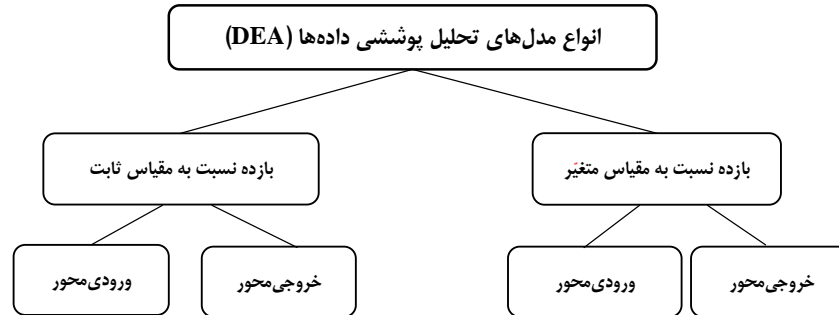 انواع مدل‌های تحلیل پوششی داده‌ها (DEA)
بازده نسبت به مقیاس متغیّر
بازده نسبت به مقیاس ثابت
خروجی‌محور
ورودی‌محور
خروجی‌محور
ورودی‌محور